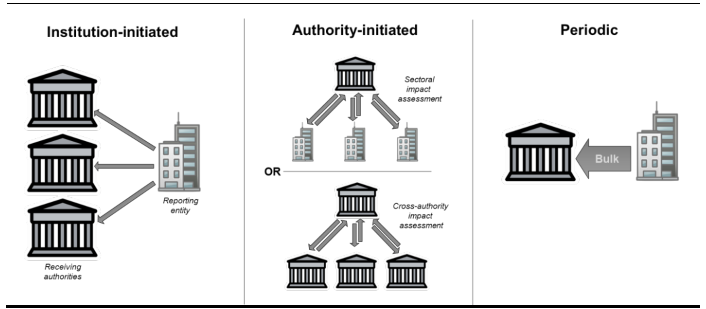 Institution-initiated
Reporting
entity
Receiving
authorities
Authority-initiated
Sectoral
impact
assessment
OR
Cross-authority
impact
assessment
Periodic
Bulk